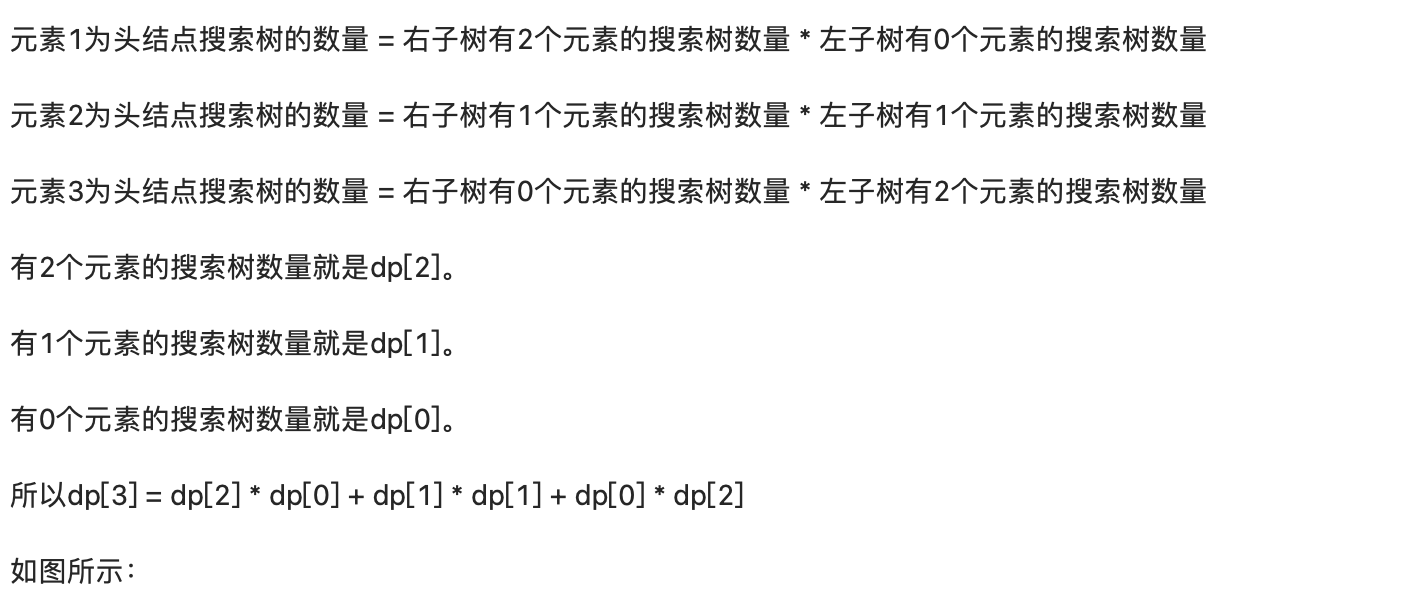 元素1为头结点搜索树的数量 = 右子树有2个元素的搜索树数量 * 左子树有0个元素的搜索树数量
元素2为头结点搜索树的数量 = 右子树有1个元素的搜索树数量 * 左子树有1个元素的搜索树数量
元素3为头结点搜索树的数量 = 右子树有0个元素的搜索树数量 * 左子树有2个元素的搜索树数量
有2个元素的搜索树数量就是dp[2]。
有1个元素的搜索树数量就是dp[1]。
有0个元素的搜索树数量就是dp[0]。
所以dp[3] = dp[2] * dp[0] + dp[1] * dp[1] + dp[0] * dp[2]
如图所示：